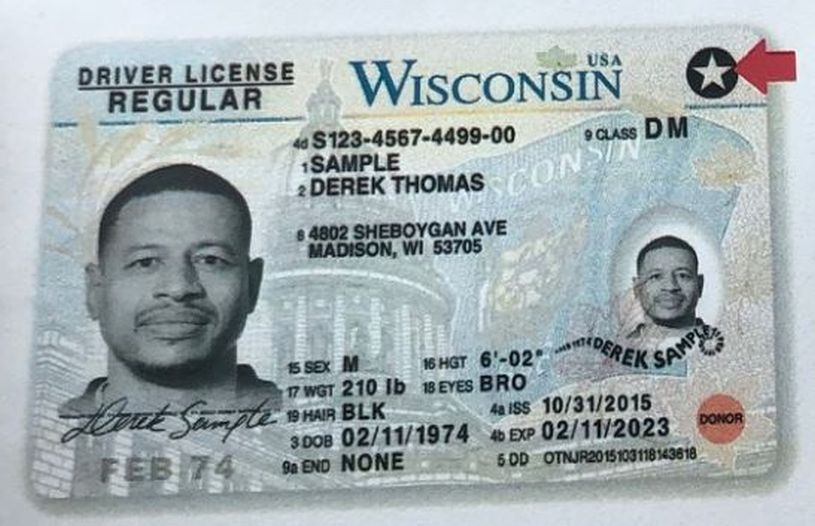 DRIVER LICENSE
REGULAR
WISCONSIN
USA
4d S123-4567-4499-00
9 CLASS D M
1 SAMPLE
2 DEREK THOMAS
8 4802 SHEBOYGAN AVE
MADISON, WI 53705
WISCONSIN
15 SEX M
16 HGT 6'-02"
17 WGT 210 lb
18 EYES BRO
19 HAIR BLK
4a ISS 10/31/2015
3 DOB 02/11/1974
4b EXP 02/11/2023
9a END NONE
5 DD OTNJR2015103118143618
DEREK SAMPLE
DONOR
Derek Sample
FEB 74